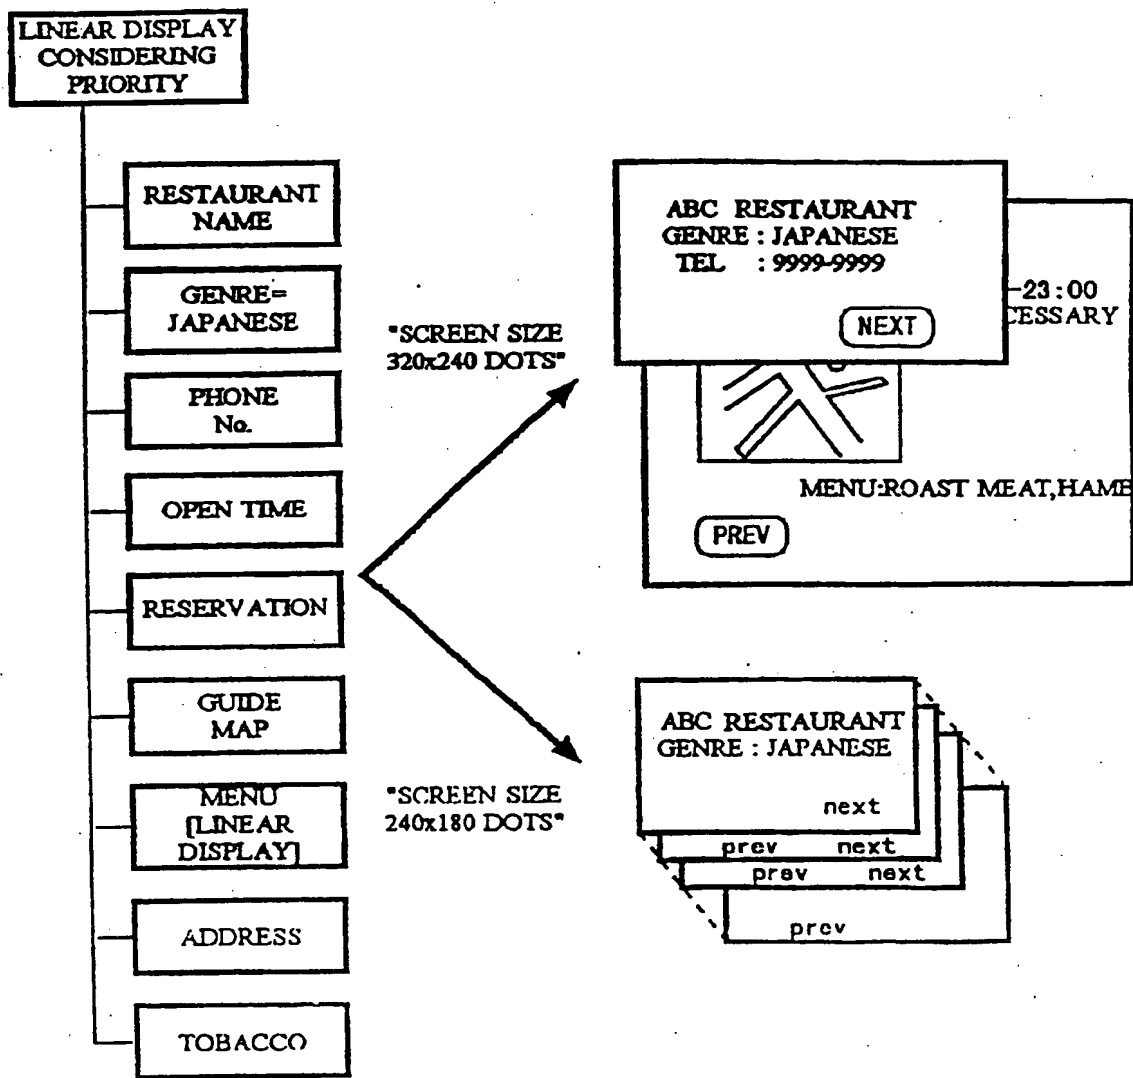 LINEAR DISPLAY
CONSIDERING
PRIORITY
RESTAURANT
NAME
GENRE=
JAPANESE
PHONE
No.
OPEN TIME
RESERVATION
GUIDE
MAP
MENU
[LINEAR
DISPLAY]
ADDRESS
TOBACCO
"SCREEN SIZE
320x240 DOTS"
"SCREEN SIZE
240x180 DOTS"
ABC RESTAURANT
GENRE : JAPANESE
TEL : 9999-9999
NEXT
-23:00
CESSARY
MENU:ROAST MEAT,HAMB
PREV
ABC RESTAURANT
GENRE : JAPANESE
next
prev next
prev next
prev